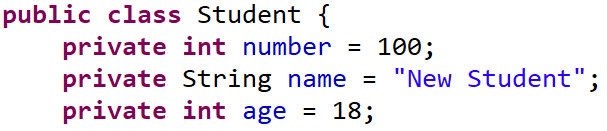 public class Student {
    private int number = 100;
    private String name = "New Student";
    private int age = 18;